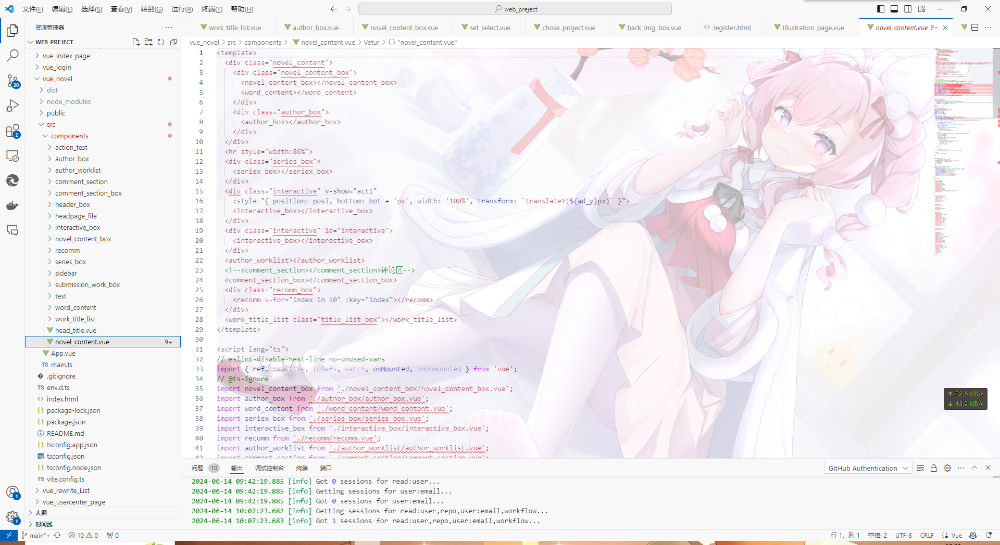 文件(F) 编辑(E) 选择(S) 查看(V) 转到(G) 运行(R) 终端(T) 帮助(H)
web_preject
资源管理器
work_title_list.vue
author_box.vue
novel_content_box.vue
set_select.vue
chose_project.vue
back_img_box.vue
register.html
Illustration_page.vue
novel_content.vue 9+
WEB_PREJECT
vue_novel > src > components > novel_content.vue > Vetur > {} "novel_content.vue"
vue_index_page
vue_login
vue_novel
dist
node_modules
public
src
components
action_test
author_box
author_worklist
comment_section
comment_section_box
header_box
headpage_file
interactive_box
novel_content_box
recomm
series_box
sidebar
submission_work_box
test
word_content
work_title_list
head_title.vue
novel_content.vue 9+
App.vue
TS main.ts
.gitignore
TS env.d.ts
index.html
package-lock.json
package.json
README.md
tsconfig.app.json
tsconfig.json
tsconfig.node.json
TS vite.config.ts
vue_rewrite_List
vue_usercenter_page
大纲
时间线
20
2
1
1
1 <template>
2 <div class="novel_content">
3 <div class="novel_content_box">
4 <novel_content_box></novel_content_box>
5 <word_content></word_content>
6 </div>
7 <div class="author_box">
8 <author_box></author_box>
9 </div>
10 </div>
11 <hr style="width:86%">
12 <div class="series_box">
13 <seriex_box></seriex_box>
14 </div>
15 <div class="interactive" v-show="act1"
16 :style="{ position: posi, bottom: bot + 'px', width: '100%', transform: `translateY(${ad_y}px)` }">
17 <interactive_box></interactive_box>
18 </div>
19 <div class="interactive" id="interactive">
20 <interactive_box></interactive_box>
21 </div>
22 <author_worklist></author_worklist>
23 <!--<comment_section></comment_section>评论区-->
24 <comment_section_box></comment_section_box>
25 <div class="recomm_box">
26 <recomm v-for="index in 10" :key="index"></recomm>
27 </div>
28 <work_title_list class="title_list_box"></work_title_list>
29 </template>
30
31 <script lang="ts">
32 // eslint-disable-next-line no-unused-vars
33 import { ref, reactive, toRefs, watch, onMounted, onUnmounted } from 'vue';
34 // @ts-ignore
35 import novel_content_box from './novel_content_box/novel_content_box.vue';
36 import author_box from './author_box/author_box.vue';
37 import word_content from './word_content/word_content.vue';
38 import seriex_box from './series_box/series_box.vue';
39 import interactive_box from './interactive_box/interactive_box.vue';
40 import recomm from './recomm/recomm.vue';
41 import author_worklist from './author_worklist/author_worklist.vue';
42 import comment_section from './comment_section/comment_section.vue';
↑ 22.6 KB/s
↓ 43.9 KB/s
问题 10 输出 调试控制台 终端 端口
GitHub Authentication
2024-06-14 09:42:19.885 [info] Got 0 sessions for read:user...
2024-06-14 09:42:19.885 [info] Getting sessions for user:email...
2024-06-14 09:42:19.885 [info] Got 0 sessions for user:email...
2024-06-14 10:07:23.682 [info] Getting sessions for read:user,repo,user:email,workflow...
2024-06-14 10:07:23.683 [info] Got 1 sessions for read:user,repo,user:email,workflow...
main*+ 10 0 0
行 1, 列 1 空格: 2 UTF-8 CRLF Vue